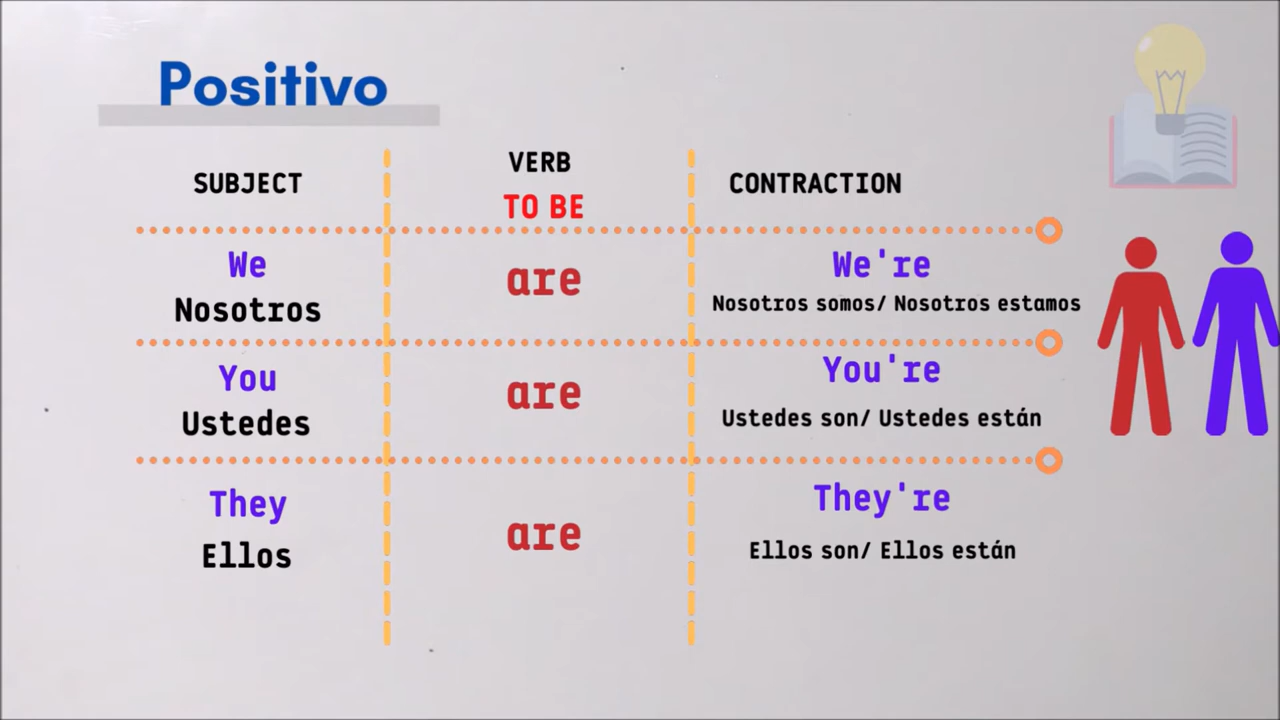 Positivo
SUBJECT
VERB
TO BE
CONTRACTION
We
Nosotros
are
We're
Nosotros somos/ Nosotros estamos
You
Ustedes
are
You're
Ustedes son/ Ustedes están
They
Ellos
are
They're
Ellos son/ Ellos están